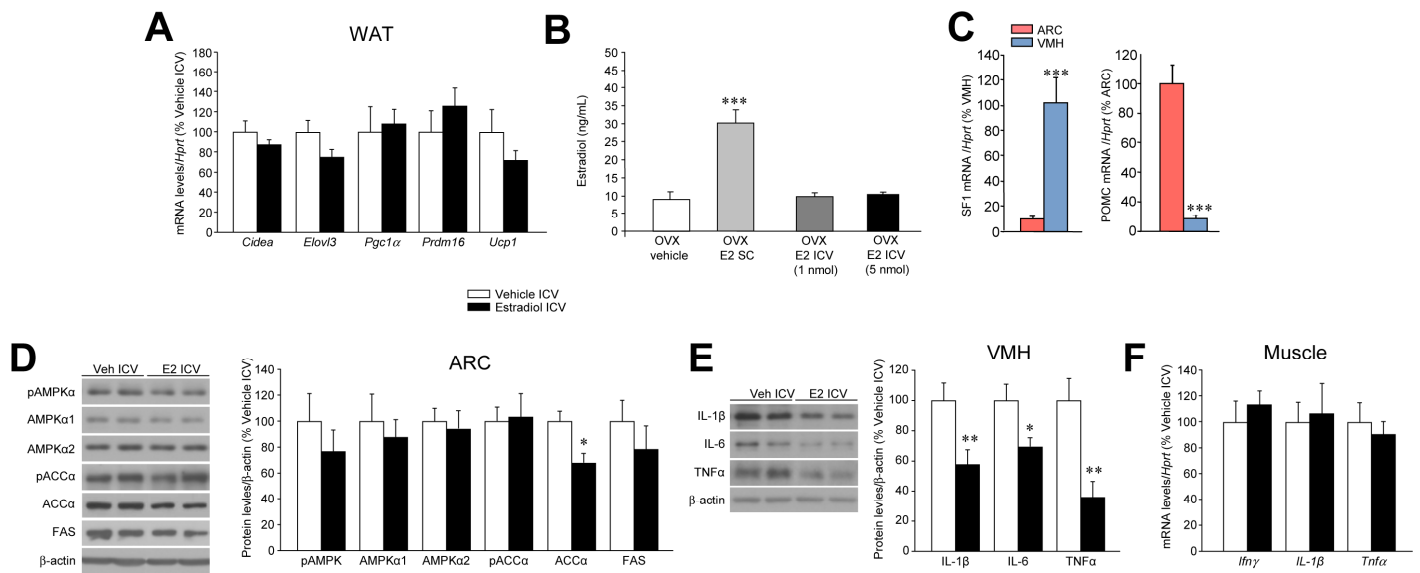 A
WAT
mRNA levels/Hprt (% Vehicle ICV)
180
160
140
120
100
80
60
40
20
0
Cidea
Elovl3
Pgc1α
Prdm16
Ucp1
B
Estradiol (ng/mL)
50
45
40
35
30
25
20
15
10
5
0
OVX
vehicle
OVX
E2 SC
OVX
E2 ICV
(1 nmol)
OVX
E2 ICV
(5 nmol)
***
C
ARC
VMH
SF1 mRNA /Hprt (% VMH)
140
120
100
80
60
40
20
0
***
POMC mRNA /Hprt (% ARC)
120
100
80
60
140
20
0
***
Vehicle ICV
Estradiol ICV
D
Veh ICV
E2 ICV
pAMPKα
AMPKα1
AMPKα2
pACCα
ACCα
FAS
β-actin
ARC
Protein levles/β-actin (% Vehicle ICV)
140
120
100
80
60
40
20
0
*
pAMPK
AMPKα1
AMPKα2
pACCα
ACCα
FAS
E
Veh ICV
E2 ICV
IL-1β
IL-6
TNFα
β-actin
VMH
Protein levles/β-actin (% Vehicle ICV)
120
100
80
60
40
20
0
**
*
**
IL-1β
IL-6
TNFα
F
Muscle
mRNA levels/Hprt (% Vehicle ICV)
140
120
100
80
60
40
20
0
Ifnγ
IL-1β
Tnfα